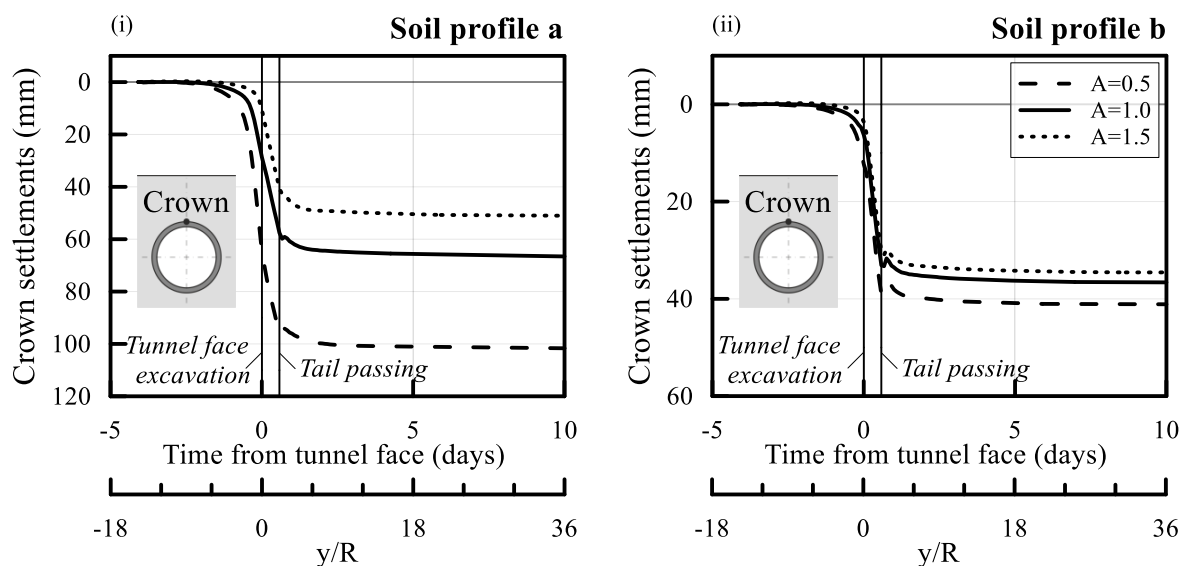 (i)
Soil profile a
Crown settlements (mm)
0
20
40
60
80
100
120
Crown
Tunnel face
excavation
Tail passing
-5
0
5
10
Time from tunnel face (days)
-18
0
18
36
y/R
(ii)
Soil profile b
Crown settlements (mm)
0
20
40
60
A=0.5
A=1.0
A=1.5
Crown
Tunnel face
excavation
Tail passing
-5
0
5
10
Time from tunnel face (days)
-18
0
18
36
y/R